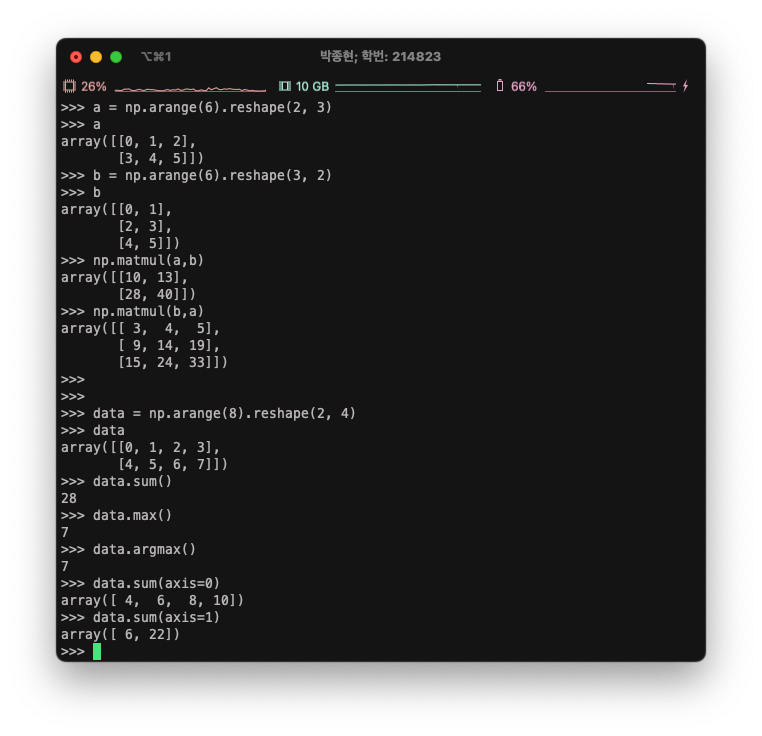 ⌥⌘1 박종현; 학번: 214823
26% 10 GB 66%
>>> a = np.arange(6).reshape(2, 3)
>>> a
array([[0, 1, 2],
       [3, 4, 5]])
>>> b = np.arange(6).reshape(3, 2)
>>> b
array([[0, 1],
       [2, 3],
       [4, 5]])
>>> np.matmul(a,b)
array([[10, 13],
       [28, 40]])
>>> np.matmul(b,a)
array([[ 3,  4,  5],
       [ 9, 14, 19],
       [15, 24, 33]])
>>>
>>>
>>> data = np.arange(8).reshape(2, 4)
>>> data
array([[0, 1, 2, 3],
       [4, 5, 6, 7]])
>>> data.sum()
28
>>> data.max()
7
>>> data.argmax()
7
>>> data.sum(axis=0)
array([ 4,  6,  8, 10])
>>> data.sum(axis=1)
array([ 6, 22])
>>>